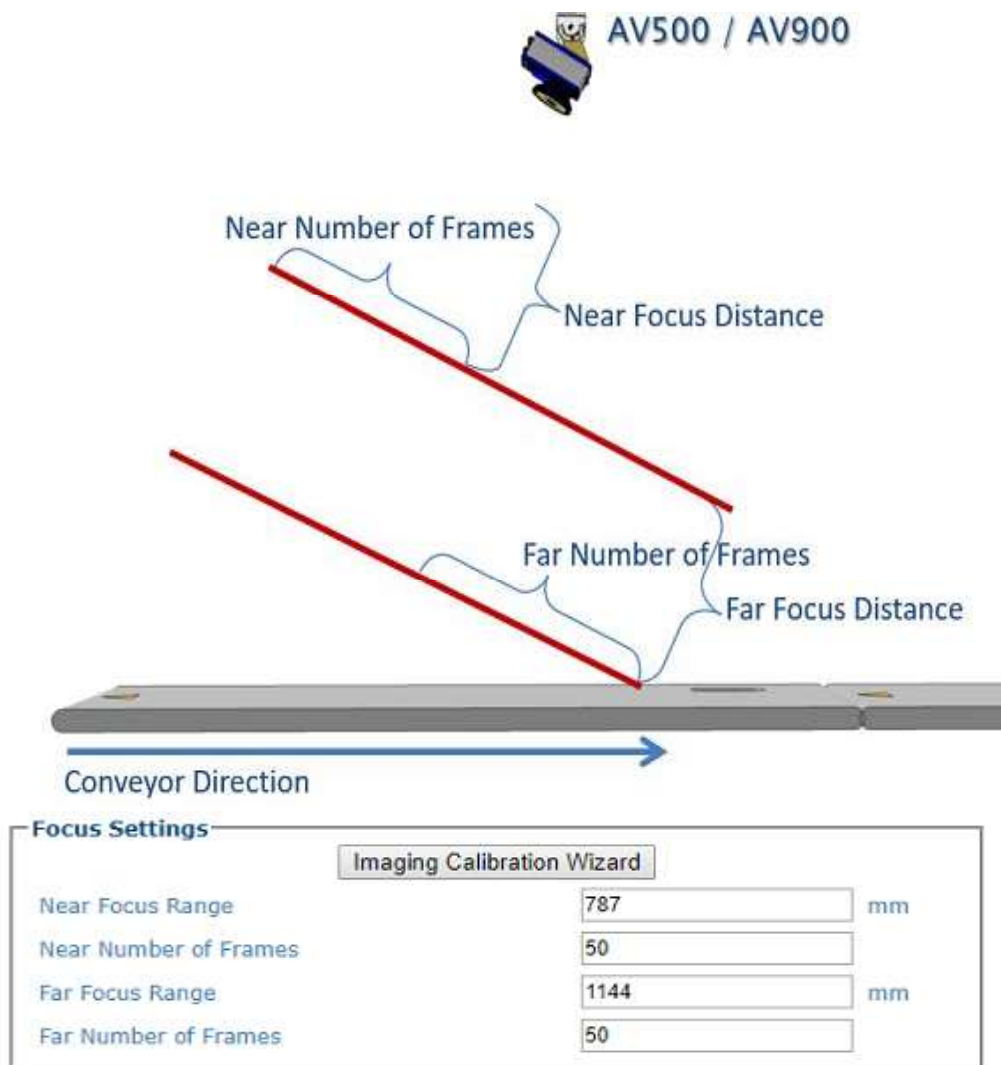 AV500 / AV900
Near Number of Frames
Near Focus Distance
Far Number of Frames
Far Focus Distance
Conveyor Direction
Focus Settings
Imaging Calibration Wizard
Near Focus Range 787 mm
Near Number of Frames 50
Far Focus Range 1144 mm
Far Number of Frames 50